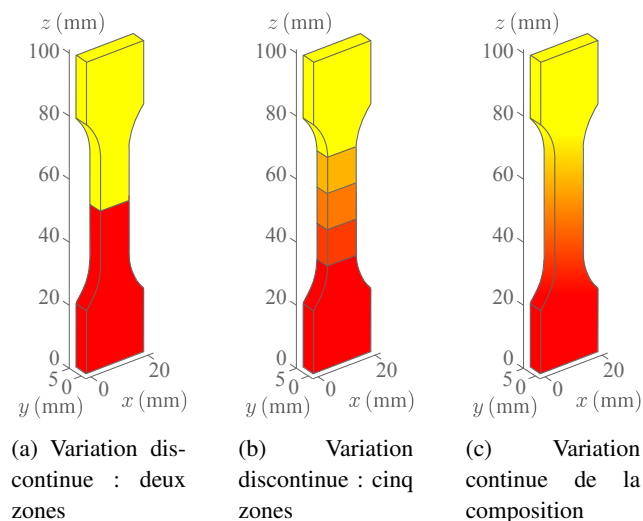 z (mm) z (mm) z (mm)
100 100 100
80 80 80
60 60 60
40 40 40
20 20 20
0 0 0
5 0 0 20 5 0 0 20 5 0 0 20
y (mm) x (mm) y (mm) x (mm) y (mm) x (mm)
(a) Variation dis-
continue : deux
zones
(b) Variation
discontinue : cinq
zones
(c) Variation
continue de la
composition